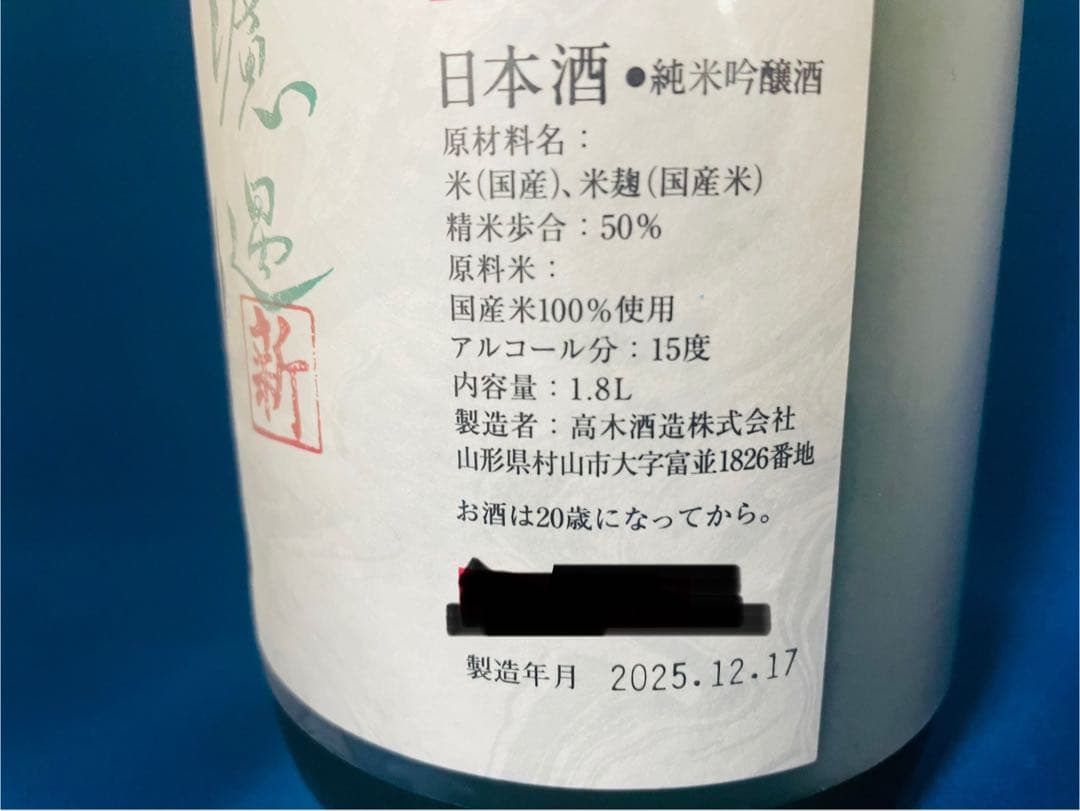 日本酒●純米吟醸酒
原材料名：
米(国産)、米麹(国産米)
精米歩合：50%
原料米：
国産米100%使用
アルコール分：15度
内容量：1.8L
製造者：高木酒造株式会社
山形県村山市大字富並1826番地
お酒は20歳になってから。
製造年月 2025.12.17
新